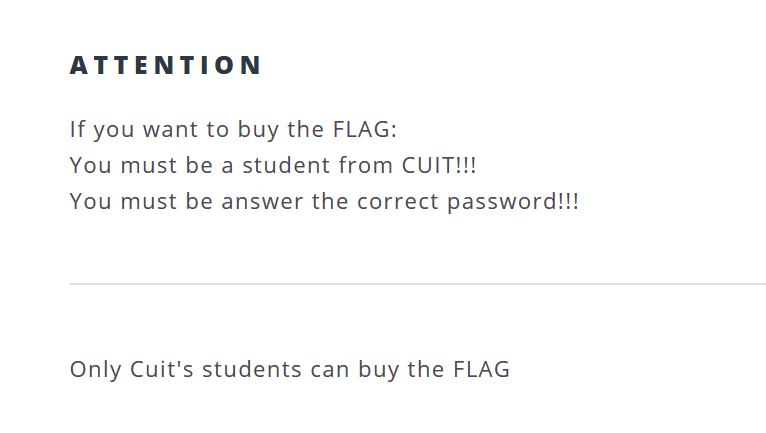 ATTENTION
If you want to buy the FLAG:
You must be a student from CUIT!!!
You must be answer the correct password!!!
Only Cuit's students can buy the FLAG